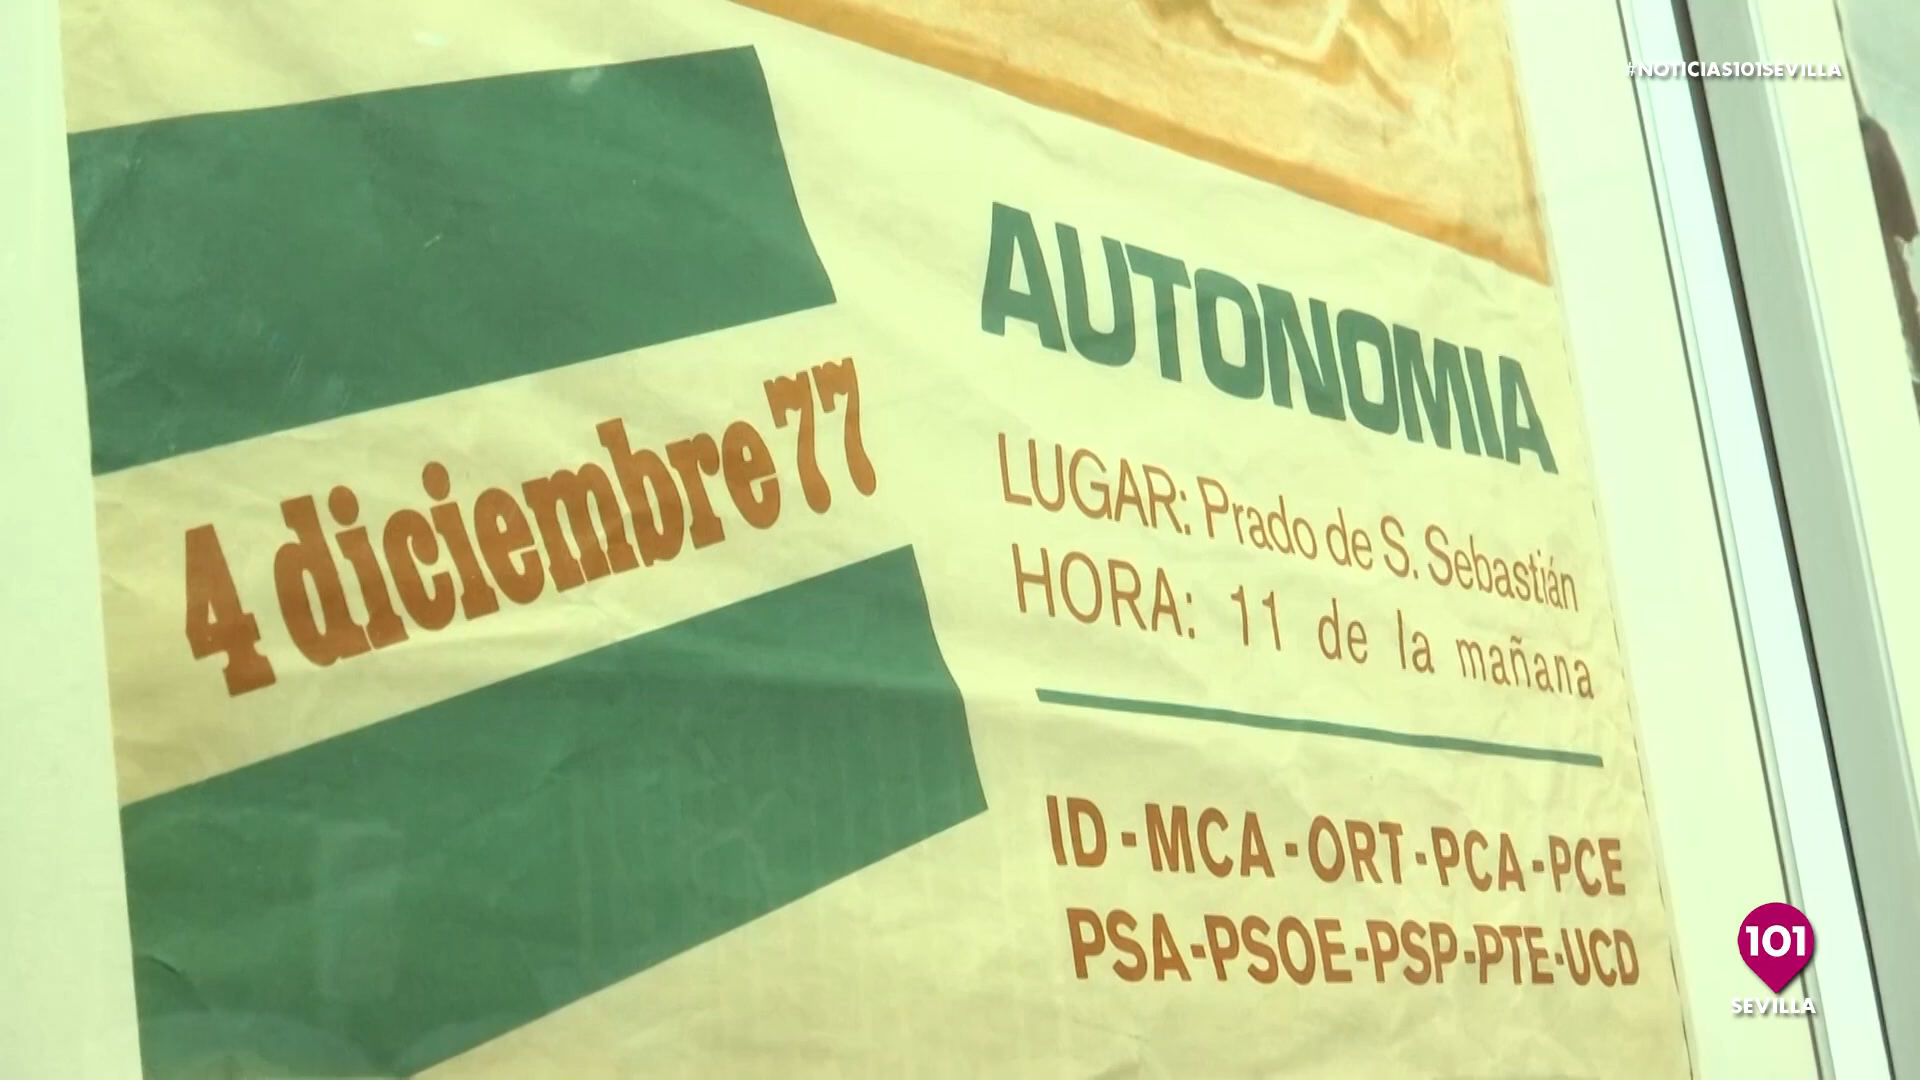 #NOTICIAS101SEVILLA
4 diciembre 77
AUTONOMIA
LUGAR: Prado de S. Sebastián
HORA: 11 de la mañana
ID-MCA-ORT-PCA-PCE
PSA-PSOE-PSP-PTE-UCD
101
SEVILLA